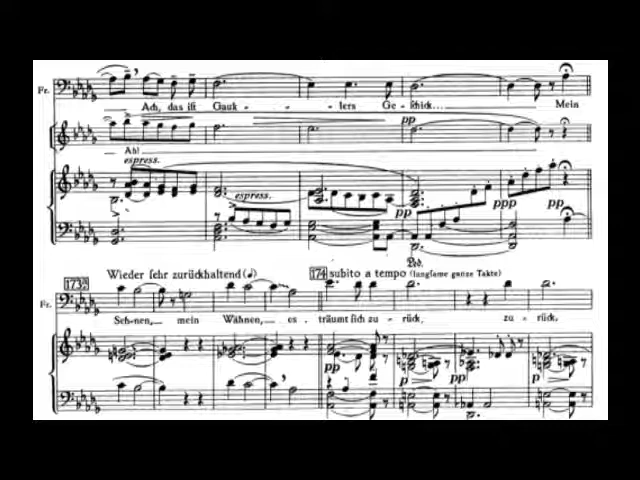 Fr.
Ach, das ist Gauk - - - lers Ge-schick... Mein
pp
Ah!
espress.
espress.
pp ppp pp
Ped.
173a Wieder sehr zurückhaltend (♪) 174 subito a tempo (langsame ganze Takte)
Fr.
Seh-nen, mein Wähnen, es träumt sich zu - rück, zu - rück,
pp p pp p pp